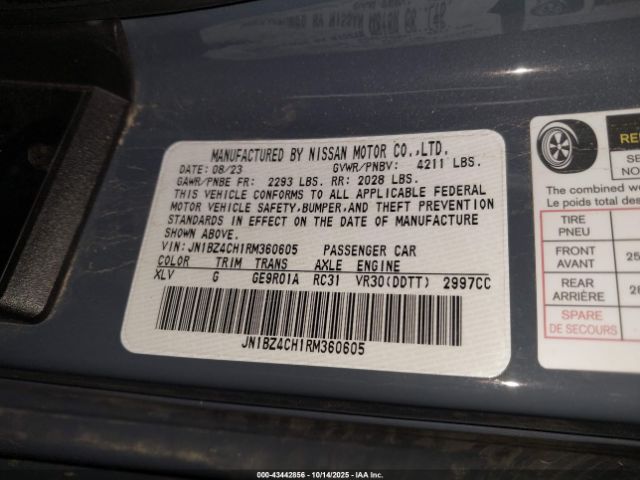 MANUFACTURED BY NISSAN MOTOR CO.,LTD.
DATE: 08/23 GVWR/PNBV: 4211 LBS.
GAWR/PNBE FR: 2293 LBS. RR: 2028 LBS.
THIS VEHICLE CONFORMS TO ALL APPLICABLE FEDERAL
MOTOR VEHICLE SAFETY,BUMPER,AND THEFT PREVENTION
STANDARDS IN EFFECT ON THE DATE OF MANUFACTURE
SHOWN ABOVE.
VIN: JN1BZ4CH1RM360605 PASSENGER CAR
COLOR TRIM TRANS AXLE ENGINE
XLV G GE9R01A RC31 VR30(DDTT) 2997CC
JN1BZ4CH1RM360605
The combined w
Le poids total des
TIRE
PNEU
FRONT
AVANT
25
REAR
ARRIÈRE
SPARE
DE SECOURS
000-43442856 | 10/14/2025 | IAA Inc.